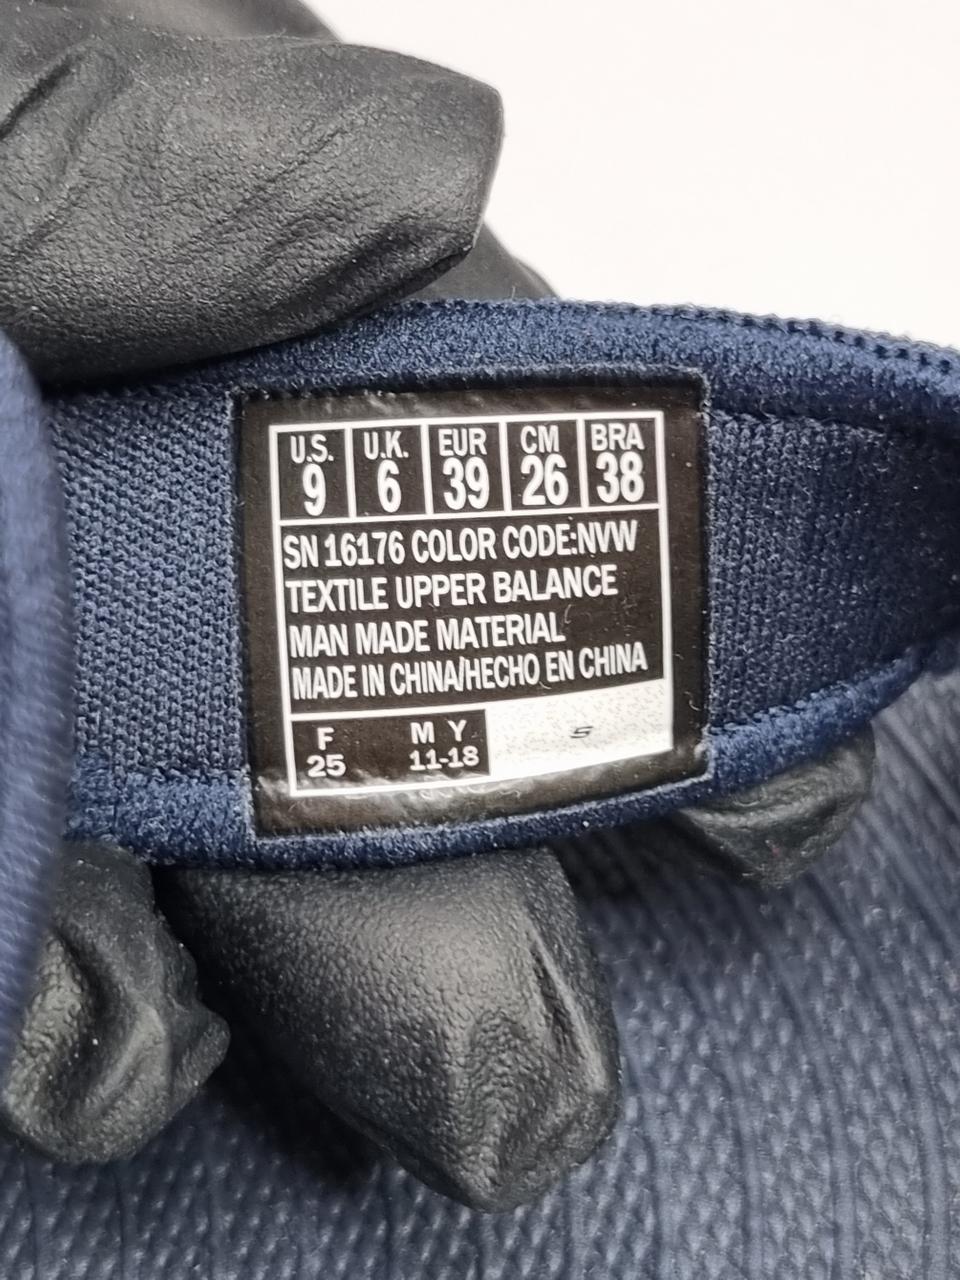 U.S. U.K. EUR CM BRA
9 6 39 26 38
SN 16176 COLOR CODE:NVW
TEXTILE UPPER BALANCE
MAN MADE MATERIAL
MADE IN CHINA/HECHO EN CHINA
F M Y
25 11-18
S